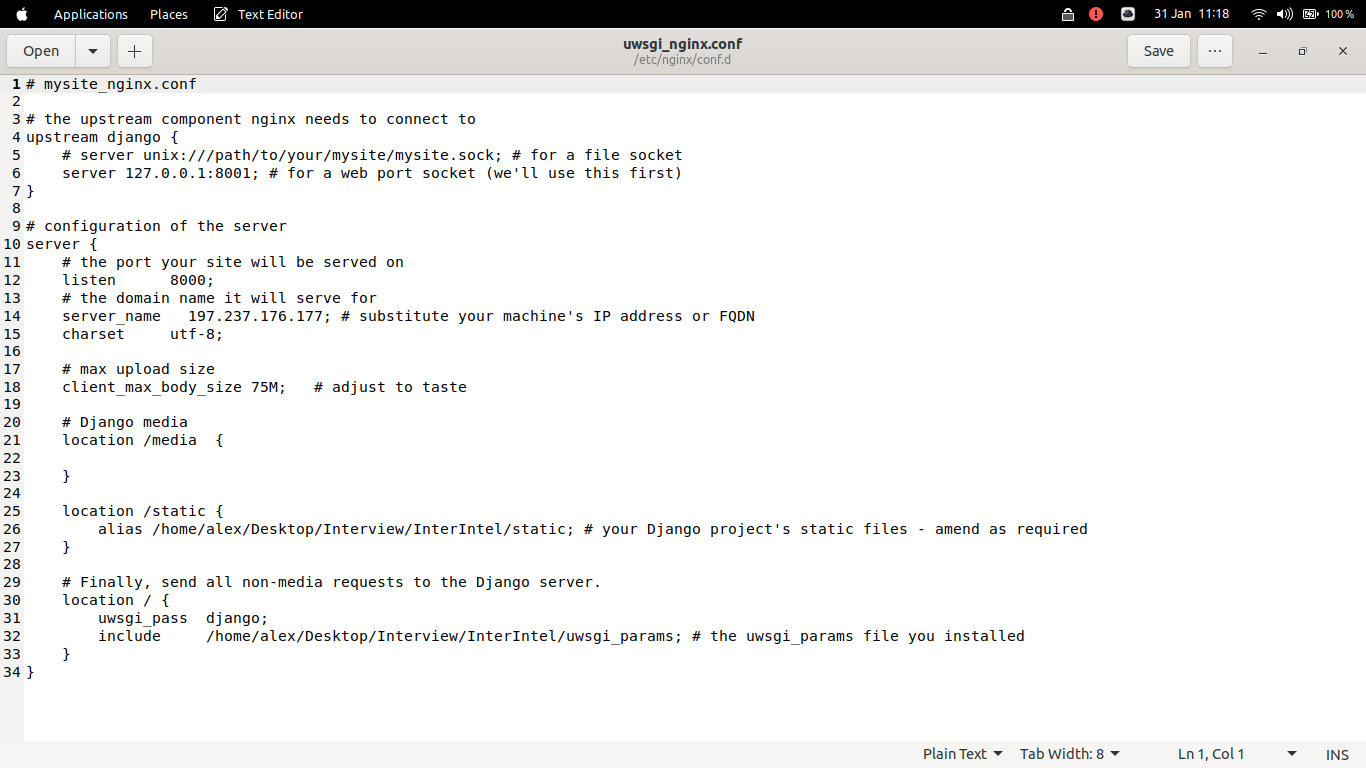 Applications Places Text Editor 31 Jan 11:18 100 %
Open uwsgi_nginx.conf Save
/etc/nginx/conf.d
1 # mysite_nginx.conf
2
3 # the upstream component nginx needs to connect to
4 upstream django {
5     # server unix:///path/to/your/mysite/mysite.sock; # for a file socket
6     server 127.0.0.1:8001; # for a web port socket (we'll use this first)
7 }
8
9 # configuration of the server
10 server {
11     # the port your site will be served on
12     listen      8000;
13     # the domain name it will serve for
14     server_name   197.237.176.177; # substitute your machine's IP address or FQDN
15     charset     utf-8;
16
17     # max upload size
18     client_max_body_size 75M;   # adjust to taste
19
20     # Django media
21     location /media  {
22
23     }
24
25     location /static {
26         alias /home/alex/Desktop/Interview/InterIntel/static; # your Django project's static files - amend as required
27     }
28
29     # Finally, send all non-media requests to the Django server.
30     location / {
31         uwsgi_pass  django;
32         include     /home/alex/Desktop/Interview/InterIntel/uwsgi_params; # the uwsgi_params file you installed
33     }
34 }
Plain Text Tab Width: 8 Ln 1, Col 1 INS